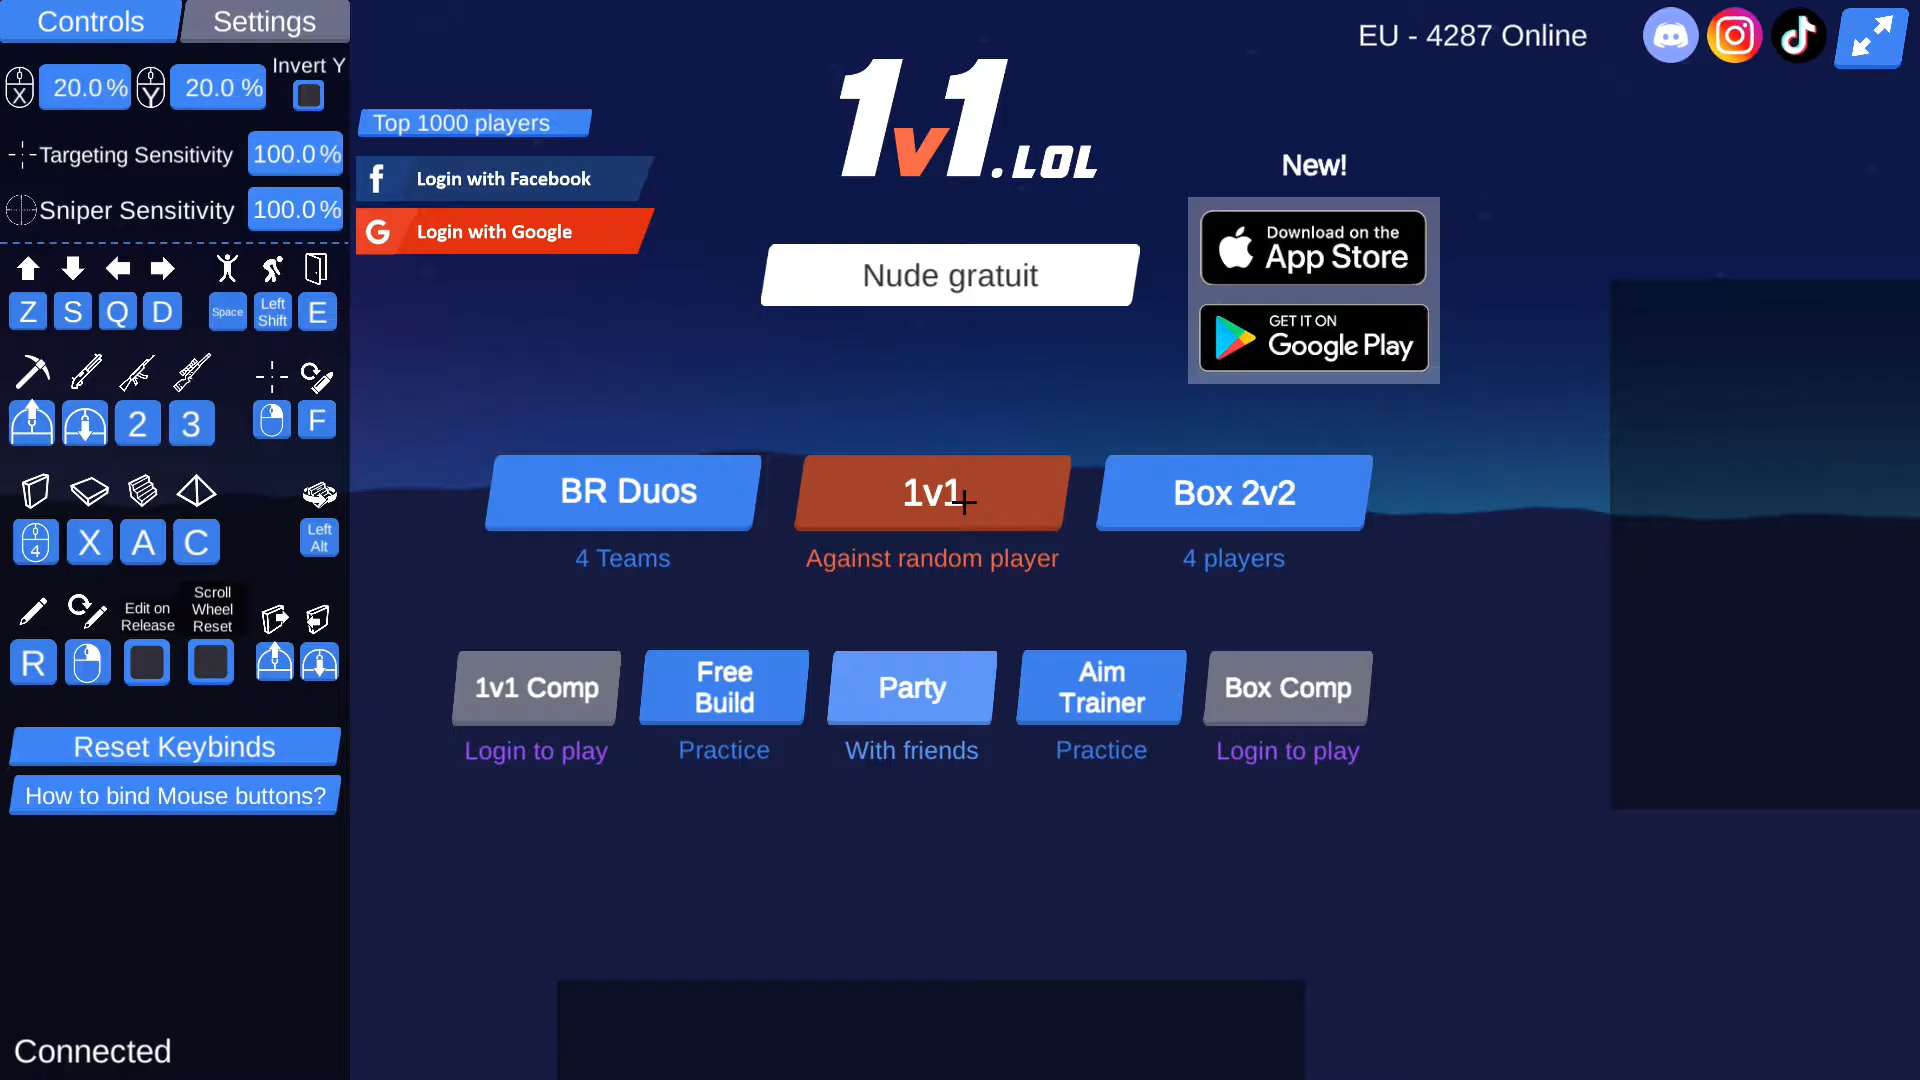 Controls
Settings
EU - 4287 Online
1v1.LOL
X 20.0 % Y 20.0 %
Invert Y
Top 1000 players
Targeting Sensitivity 100.0 %
f Login with Facebook
New!
Sniper Sensitivity 100.0 %
G Login with Google
Download on the
App Store
Nude gratuit
GET IT ON
Google Play
Z S Q D Space Left Shift E
2 3 F
BR Duos
1v1
Box 2v2
4 Teams
Against random player
4 players
4 X A C Left Alt
Edit on Release
Scroll Wheel Reset
R
1v1 Comp
Free Build
Party
Aim Trainer
Box Comp
Login to play
Practice
With friends
Practice
Login to play
Reset Keybinds
How to bind Mouse buttons?
Connected